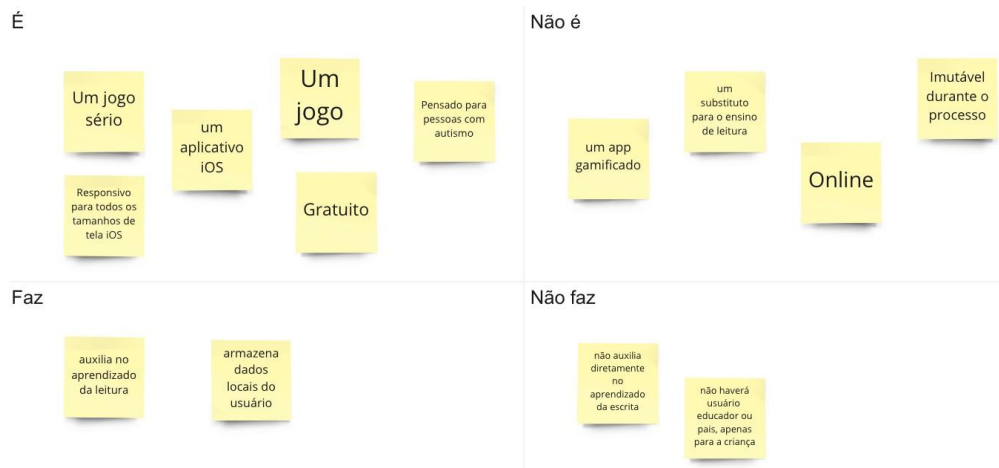 É
Um jogo
sério
um
aplicativo
iOS
Um
jogo
Pensado para
pessoas com
autismo
Responsivo
para todos os
tamanhos de
tela iOS
Gratuito
Não é
um app
gamificado
um
substituto
para o ensino
de leitura
Online
Imutável
durante o
processo
Faz
auxilia no
aprendizado
da leitura
armazena
dados
locais do
usuário
Não faz
não auxilia
diretamente
no
aprendizado
da escrita
não haverá
usuário
educador ou
pais, apenas
para a criança